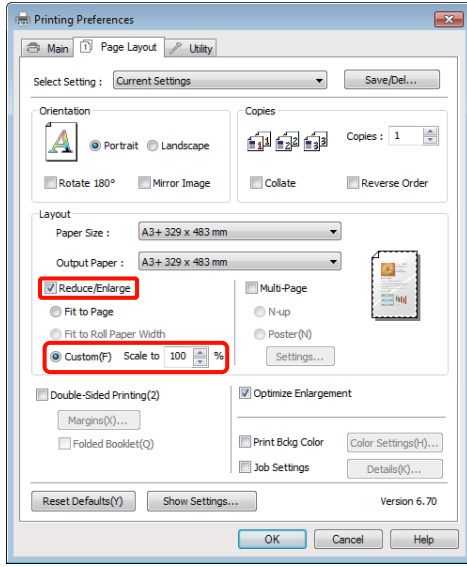 Printing Preferences
Main Page Layout Utility
Select Setting : Current Settings Save/Del...
Orientation Copies
Portrait Landscape Copies : 1
Rotate 180° Mirror Image Collate Reverse Order
Layout
Paper Size : A3+ 329 x 483 mm
Output Paper : A3+ 329 x 483 mm
Reduce/Enlarge Multi-Page
Fit to Page N-up
Fit to Roll Paper Width Poster(N)
Custom(F) Scale to 100 % Settings...
Double-Sided Printing(2) Optimize Enlargement
Margins(X)...
Folded Booklet(Q) Print Bckg Color Color Settings(H)...
Job Settings Details(K)...
Reset Defaults(Y) Show Settings... Version 6.70
OK Cancel Help